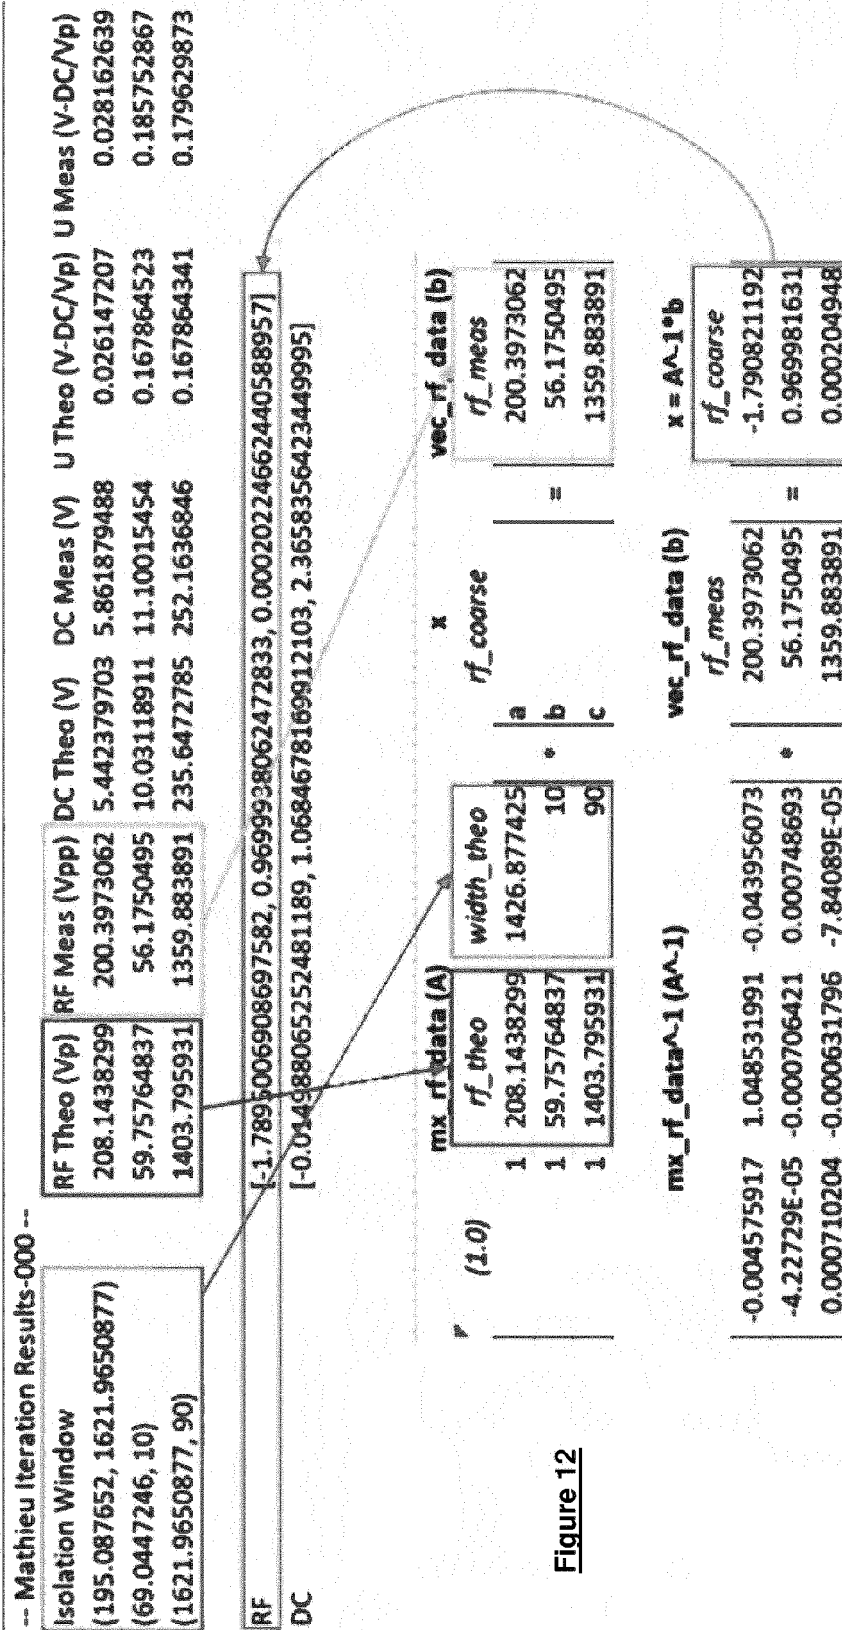 -- Mathieu Iteration Results-000 --
Isolation Window RF Theo (Vp) RF Meas (Vpp) DC Theo (V) DC Meas (V) U Theo (V-DC/Vp) U Meas (V-DC/Vp)
(195.087652, 1621.9650877) 208.1438299 200.3973062 5.442379703 5.861879488 0.026147207 0.028162639
(69.0447246, 10) 59.75764837 56.1750495 10.03118911 11.10015454 0.167864523 0.185752867
(1621.9650877, 90) 1403.795931 1359.883891 235.6472785 252.1636846 0.167864341 0.179629873
RF [-1.7895006908697582, 0.9699938062472833, 0.00020224662440588957]
DC [-0.01498806525248​1189, 1.0684678169912103, 2.3658356423449995]
mx_rf_data (A) x vec_rf_data (b)
(1.0) rf_theo width_theo rf_coarse rf_meas
1 208.1438299 1426.877425 a 200.3973062
1 59.75764837 10 * b = 56.1750495
1 1403.795931 90 c 1359.883891
mx_rf_data^-1 (A^-1) vec_rf_data (b) x = A^-1*b
rf_meas rf_coarse
-0.004575917 1.048531991 -0.043956073 200.3973062 -1.790821192
-4.22729E-05 -0.000706421 0.000748693 * 56.1750495 = 0.969981631
0.000710204 -0.000631796 -7.84089E-05 1359.883891 0.000204948
Figure 12